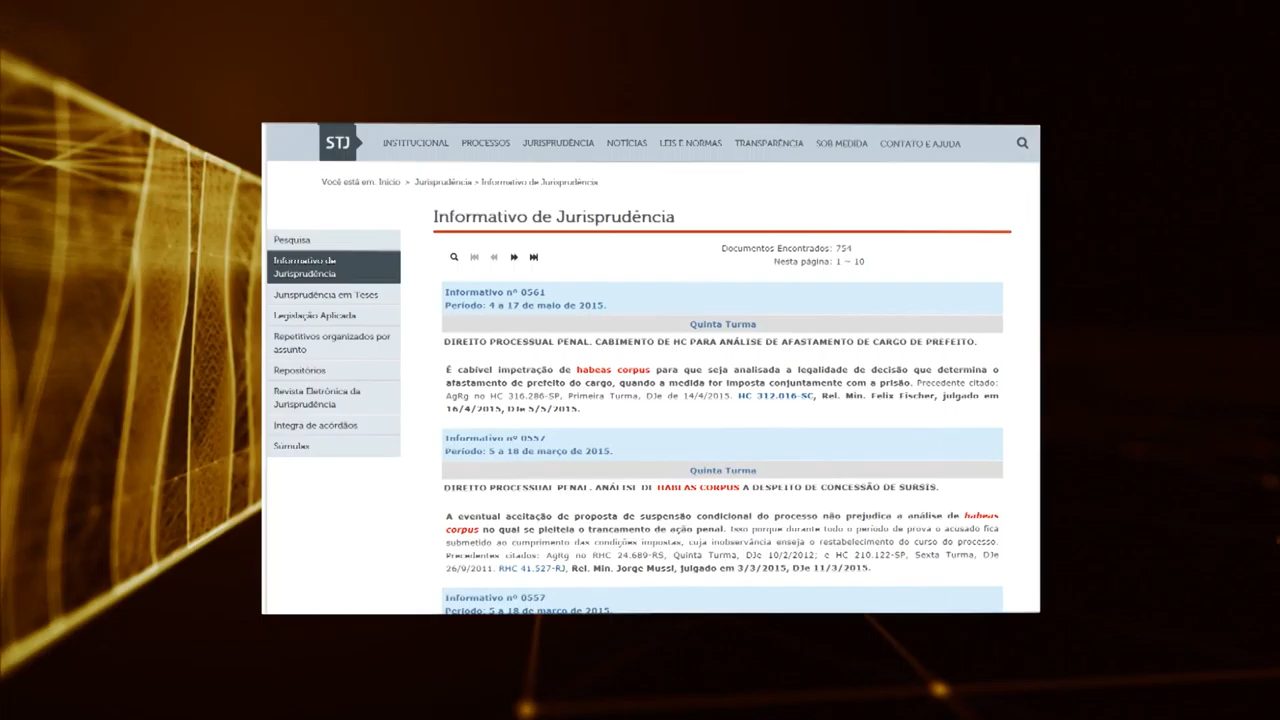 STJ INSTITUCIONAL PROCESSOS JURISPRUDÊNCIA NOTÍCIAS LEIS E NORMAS TRANSPARÊNCIA SOB MEDIDA CONTATO E AJUDA
Você está em: Início > Jurisprudência > Informativo de Jurisprudência
Informativo de Jurisprudência
Pesquisa
Informativo de
Jurisprudência
Jurisprudência em Teses
Legislação Aplicada
Repetitivos organizados por
assunto
Repositórios
Revista Eletrônica da
Jurisprudência
Íntegra de acórdãos
Súmulas
Documentos Encontrados: 754
Nesta página: 1 ~ 10
Informativo nº 0561
Período: 4 a 17 de maio de 2015.
Quinta Turma
DIREITO PROCESSUAL PENAL. CABIMENTO DE HC PARA ANÁLISE DE AFASTAMENTO DE CARGO DE PREFEITO.
É cabível impetração de habeas corpus para que seja analisada a legalidade de decisão que determina o
afastamento de prefeito do cargo, quando a medida for imposta conjuntamente com a prisão. Precedente citado:
AgRg no HC 316.286-SP, Primeira Turma, DJe de 14/4/2015. HC 312.016-SC, Rel. Min. Felix Fischer, julgado em
16/4/2015, DJe 5/5/2015.
Informativo nº 0557
Período: 5 a 18 de março de 2015.
Quinta Turma
DIREITO PROCESSUAL PENAL. ANÁLISE DE HABEAS CORPUS A DESPEITO DE CONCESSÃO DE SURSIS.
A eventual aceitação de proposta de suspensão condicional do processo não prejudica a análise de habeas
corpus no qual se pleiteia o trancamento de ação penal. Isso porque durante todo o período de prova o acusado fica
submetido ao cumprimento das condições impostas, cuja inobservância enseja o restabelecimento do curso do processo.
Precedentes citados: AgRg no RHC 24.689-RS, Quinta Turma, DJe 10/2/2012; e HC 210.122-SP, Sexta Turma, DJe
26/9/2011. RHC 41.527-RJ, Rel. Min. Jorge Mussi, julgado em 3/3/2015, DJe 11/3/2015.
Informativo nº 0557
Período: 5 a 18 de março de 2015.